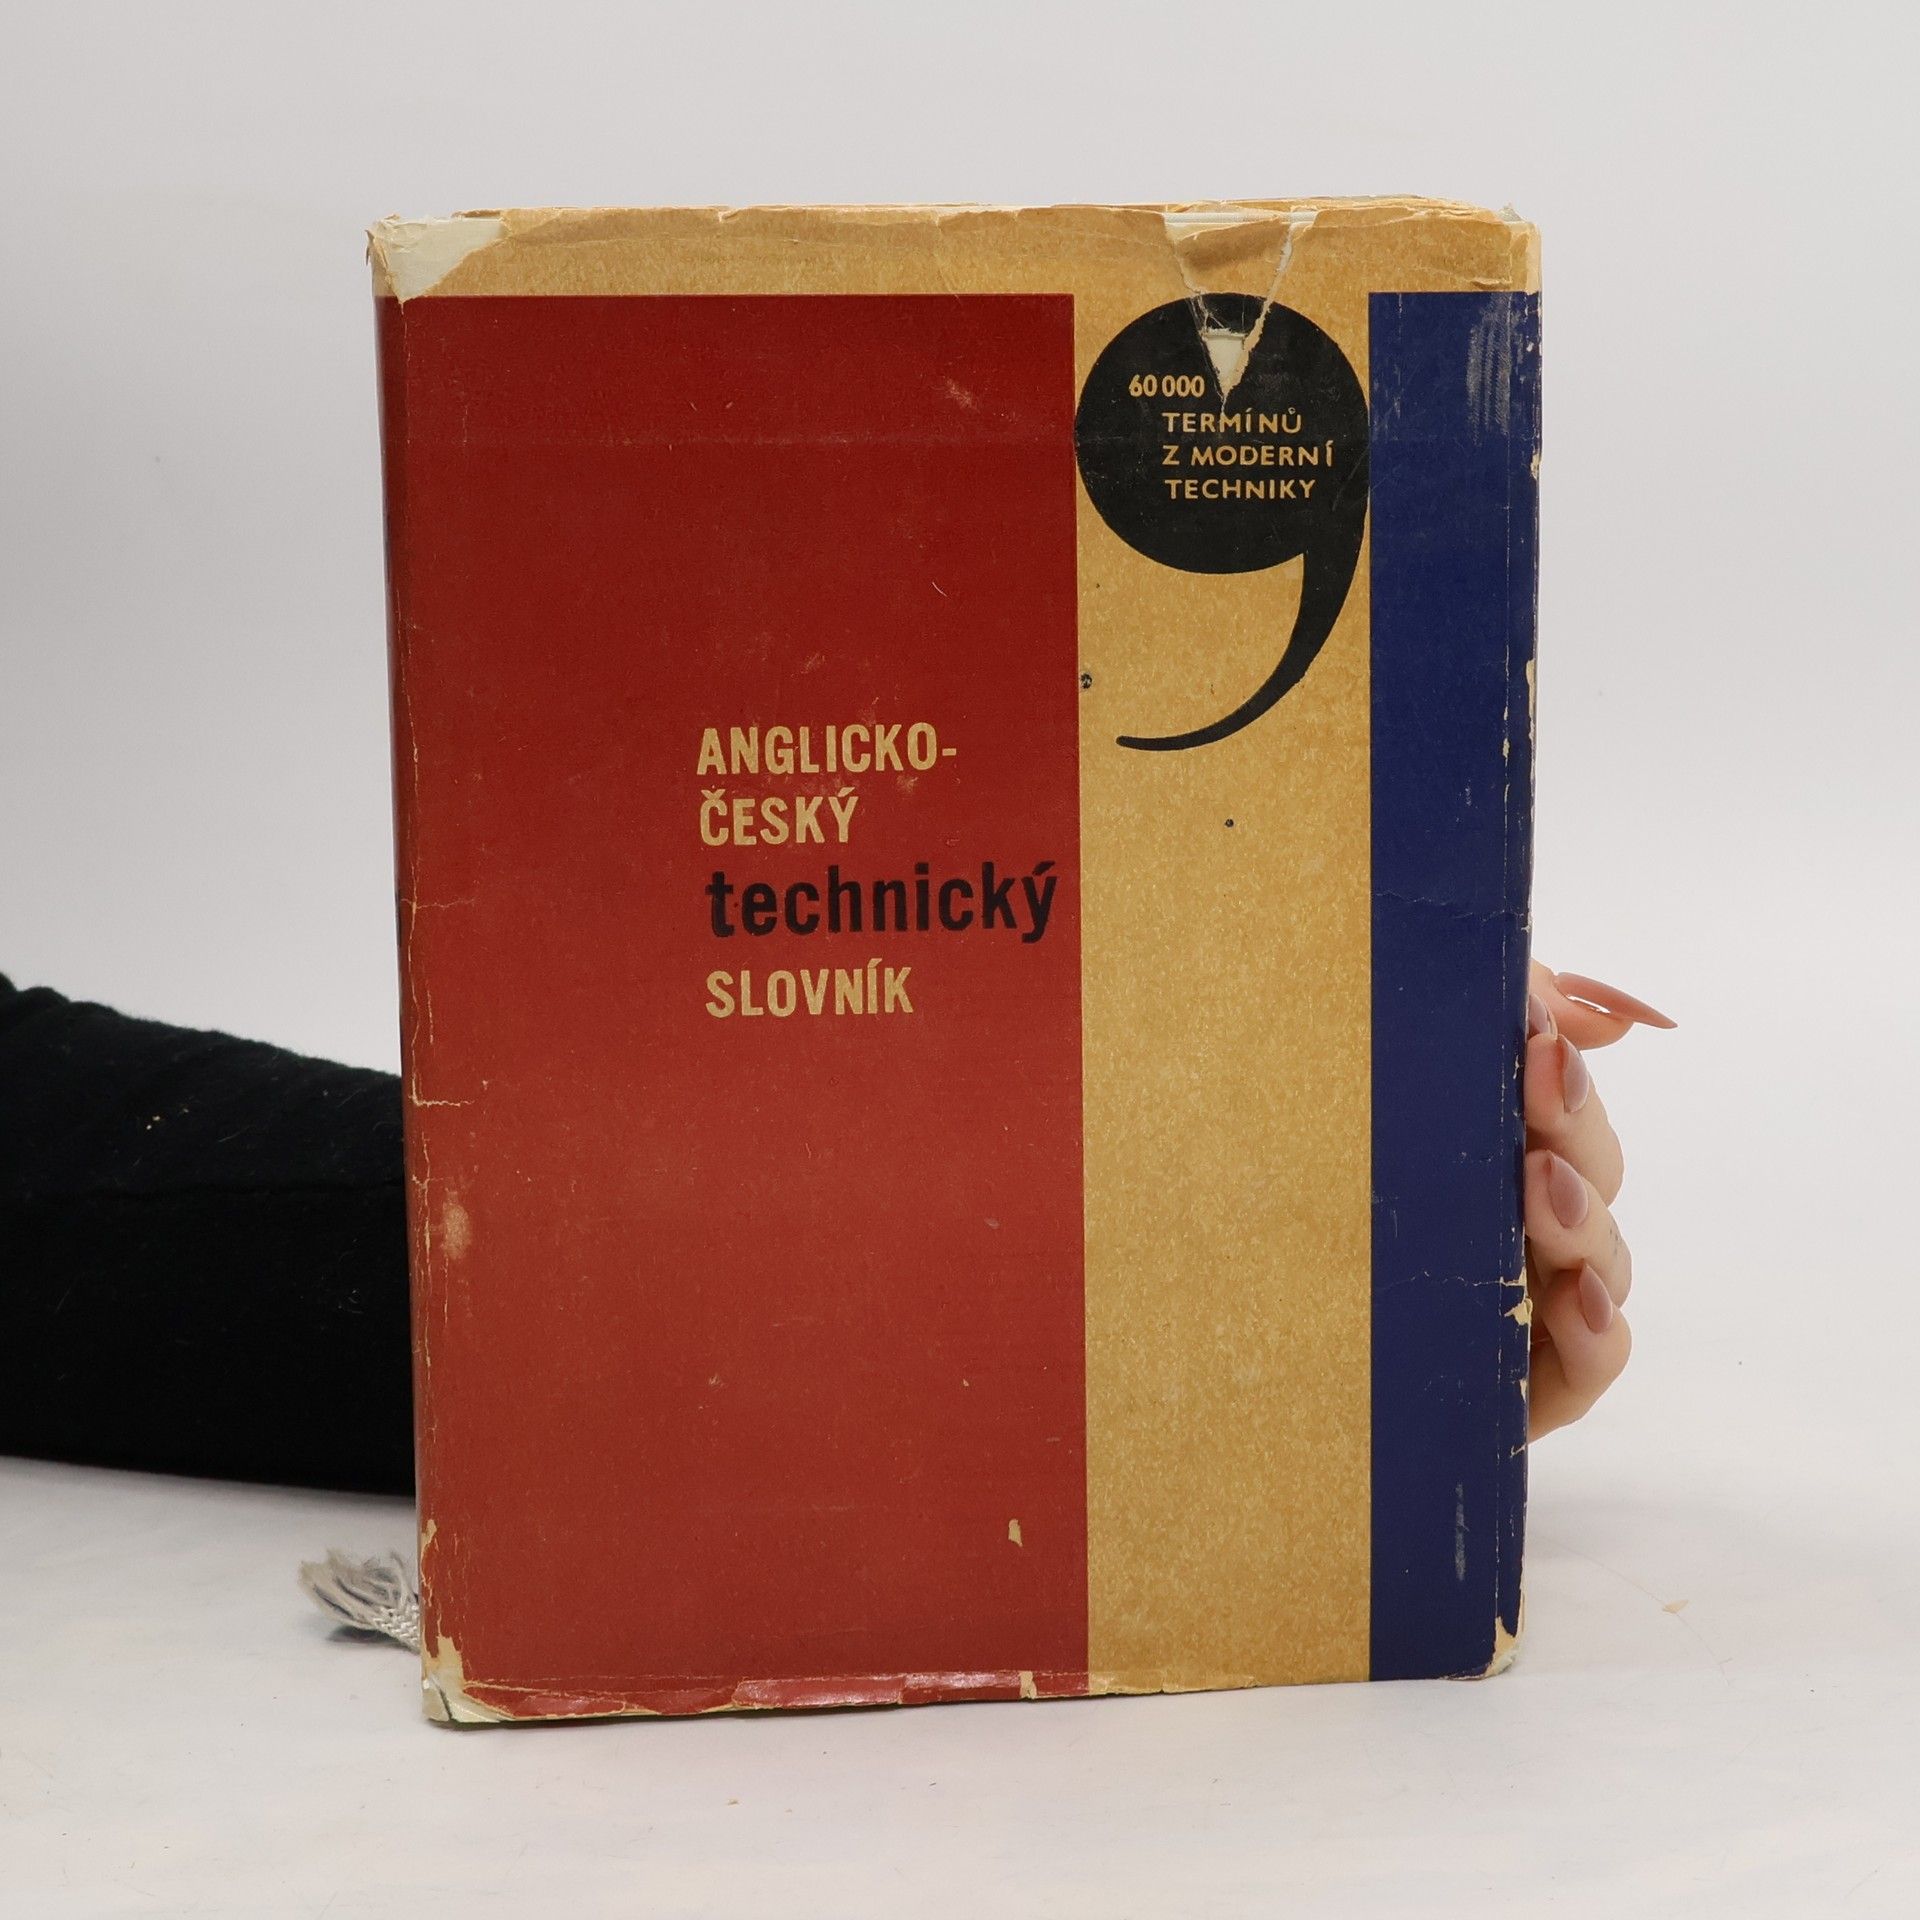 60 000
TERMÍNŮ
Z MODERNÍ
TECHNIKY
ANGLICKO-
ČESKÝ
technický
SLOVNÍK